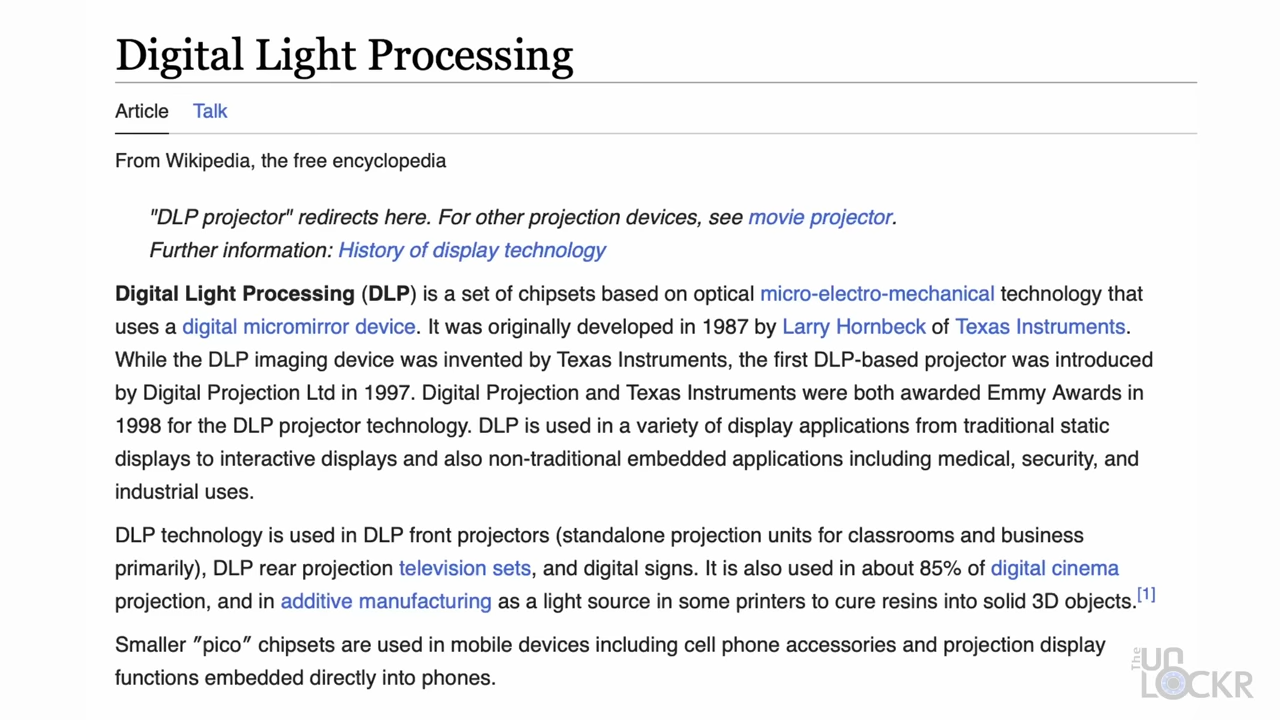 Digital Light Processing
Article Talk
From Wikipedia, the free encyclopedia
"DLP projector" redirects here. For other projection devices, see movie projector.
Further information: History of display technology
Digital Light Processing (DLP) is a set of chipsets based on optical micro-electro-mechanical technology that
uses a digital micromirror device. It was originally developed in 1987 by Larry Hornbeck of Texas Instruments.
While the DLP imaging device was invented by Texas Instruments, the first DLP-based projector was introduced
by Digital Projection Ltd in 1997. Digital Projection and Texas Instruments were both awarded Emmy Awards in
1998 for the DLP projector technology. DLP is used in a variety of display applications from traditional static
displays to interactive displays and also non-traditional embedded applications including medical, security, and
industrial uses.
DLP technology is used in DLP front projectors (standalone projection units for classrooms and business
primarily), DLP rear projection television sets, and digital signs. It is also used in about 85% of digital cinema
projection, and in additive manufacturing as a light source in some printers to cure resins into solid 3D objects.[1]
Smaller ″pico″ chipsets are used in mobile devices including cell phone accessories and projection display
functions embedded directly into phones.
The UN
LOCKR